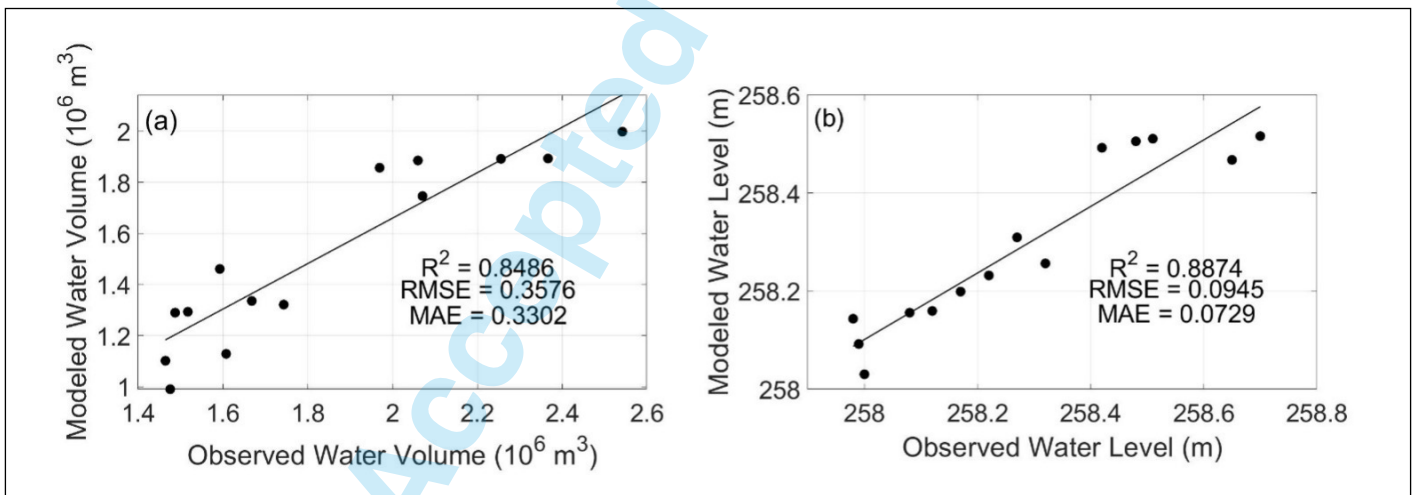 (a)
Modeled Water Volume (10^6 m^3)
2
1.8
1.6
1.4
1.2
1
R^2 = 0.8486
RMSE = 0.3576
MAE = 0.3302
1.4 1.6 1.8 2 2.2 2.4 2.6
Observed Water Volume (10^6 m^3)
(b)
Modeled Water Level (m)
258.6
258.4
258.2
258
R^2 = 0.8874
RMSE = 0.0945
MAE = 0.0729
258 258.2 258.4 258.6 258.8
Observed Water Level (m)
Accepted